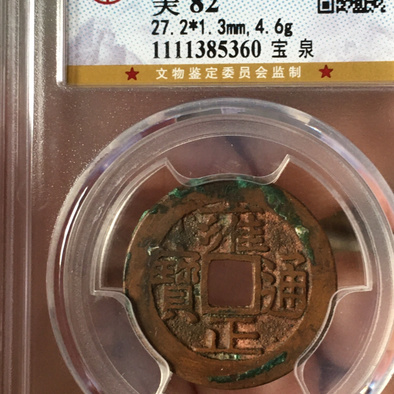 美 82
27.2*1.3mm,4.6g
1111385360 宝 泉
★ 文物鉴定委员会监制 ★
雍正通寶